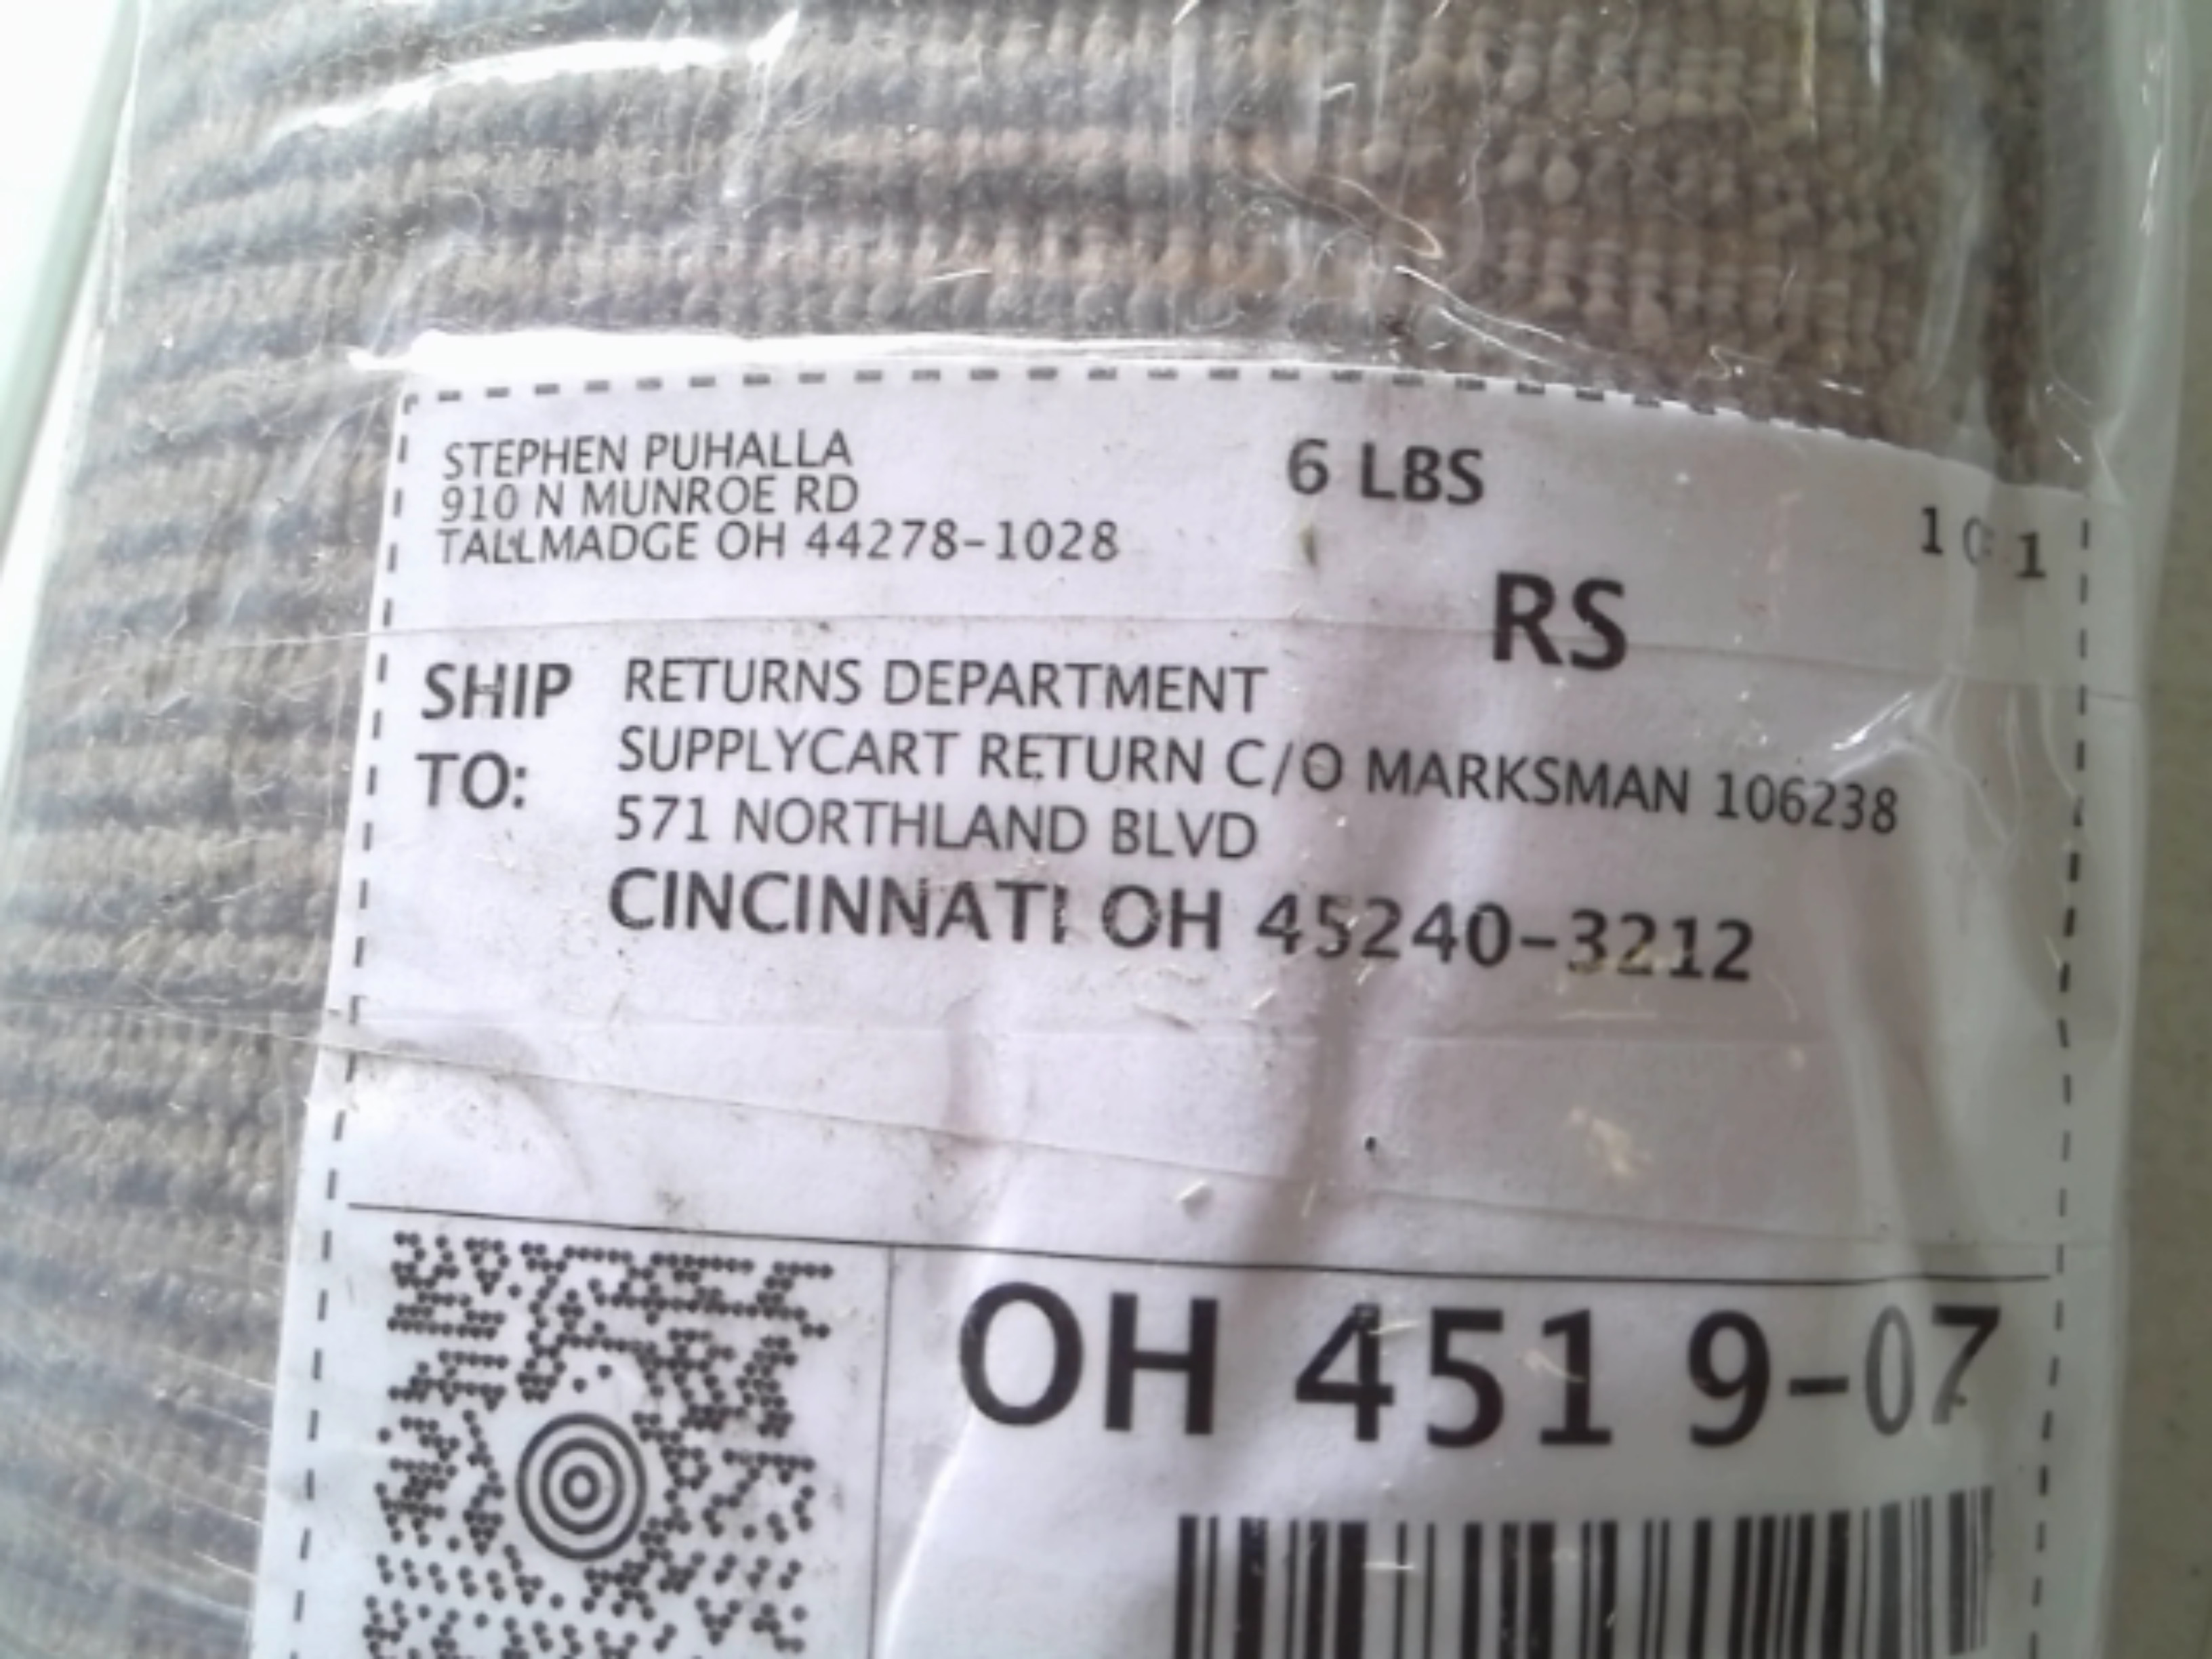 STEPHEN PUHALLA
910 N MUNROE RD
TALLMADGE OH 44278-1028
6 LBS
RS
SHIP TO:
RETURNS DEPARTMENT
SUPPLYCART RETURN C/O MARKSMAN 106238
571 NORTHLAND BLVD
CINCINNATI OH 45240-3212
OH 451 9-07